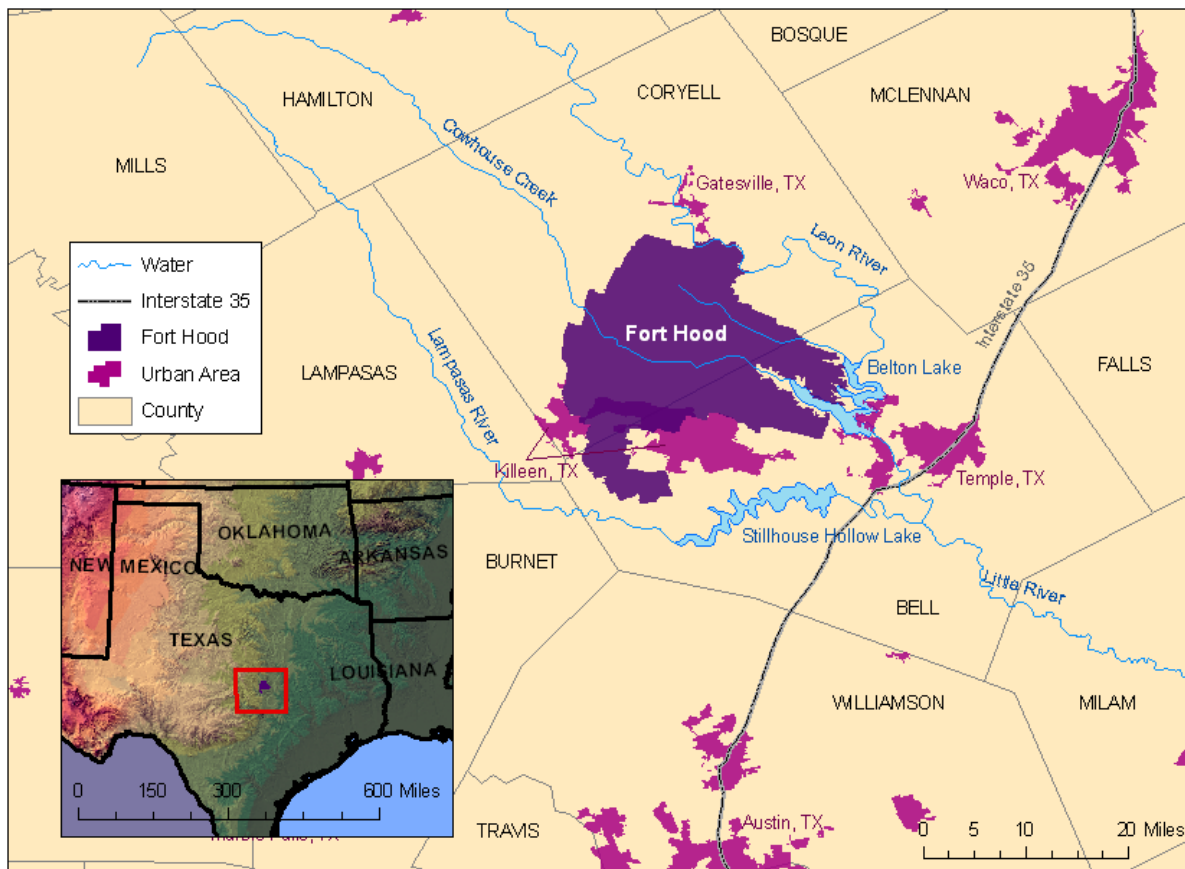 BOSQUE
HAMILTON
CORYELL
MCLENNAN
MILLS
Cowhouse Creek
Gatesville, TX
Waco, TX
Leon River
Water
Interstate 35
Fort Hood
Urban Area
County
Fort Hood
Interstate 35
Lampasas River
LAMPASAS
Belton Lake
FALLS
Killeen, TX
Temple, TX
Stillhouse Hollow Lake
BURNET
Little River
BELL
WILLIAMSON
MILAM
OKLAHOMA
NEW MEXICO
ARKANSAS
TEXAS
LOUISIANA
0 150 300 600 Miles
TRAVIS
Austin, TX
0 5 10 20 Miles